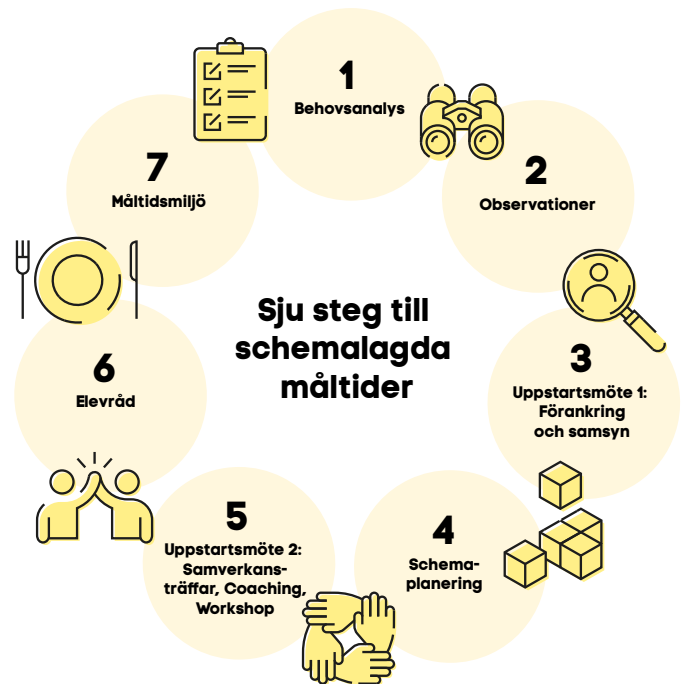 Sju steg till
schemalagda
måltider
1
Behovsanalys
2
Observationer
3
Uppstartsmöte 1:
Förankring
och samsyn
4
Schema-
planering
5
Uppstartsmöte 2:
Samverkans-
träffar, Coaching,
Workshop
6
Elevråd
7
Måltidsmiljö